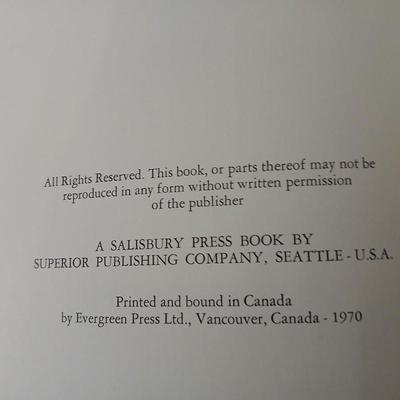 All Rights Reserved. This book, or parts thereof may not be
reproduced in any form without written permission
of the publisher
A SALISBURY PRESS BOOK BY
SUPERIOR PUBLISHING COMPANY, SEATTLE - U.S.A.
Printed and bound in Canada
by Evergreen Press Ltd., Vancouver, Canada - 1970